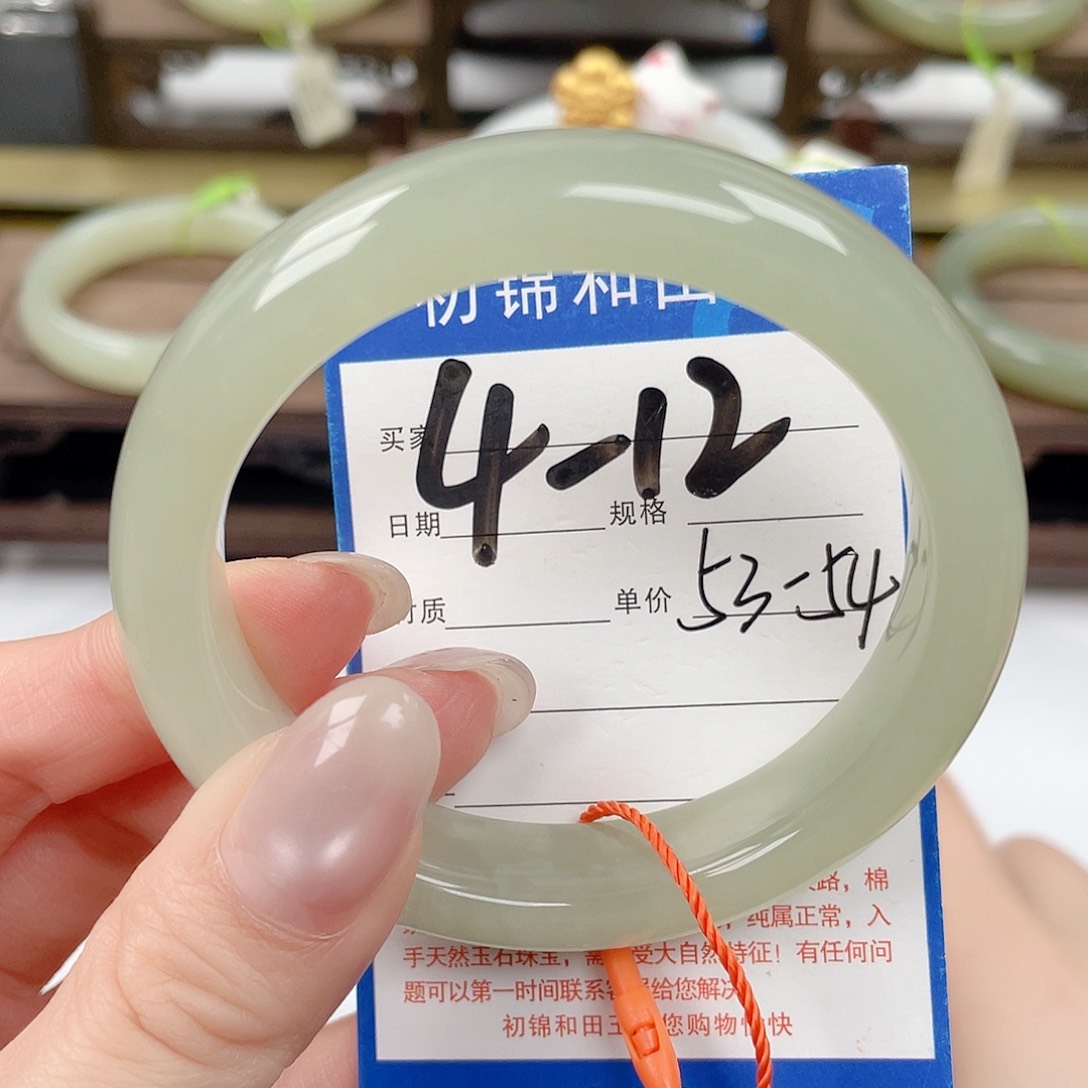 初锦和田
4-12
买家
日期 规格
质 单价 53-54
路，棉
纯属正常，入
手天然玉石珠宝，需 受大自然特征！有任何问
题可以第一时间联系客 给您解决
初锦和田玉 您购物愉快